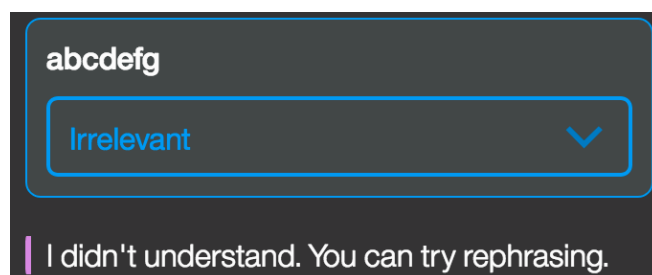 abcdefg
Irrelevant
I didn't understand. You can try rephrasing.